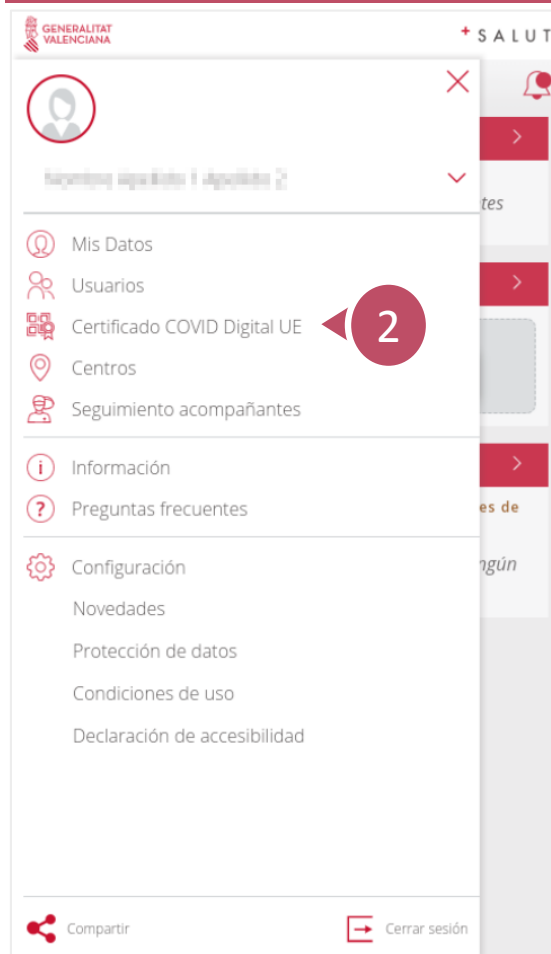 GENERALITAT
VALENCIANA
+ SALUT
tes
Mis Datos
Usuarios
Certificado COVID Digital UE
2
Centros
Seguimiento acompañantes
i Información
? Preguntas frecuentes
es de
Configuración
ngún
Novedades
Protección de datos
Condiciones de uso
Declaración de accesibilidad
Compartir
Cerrar sesión